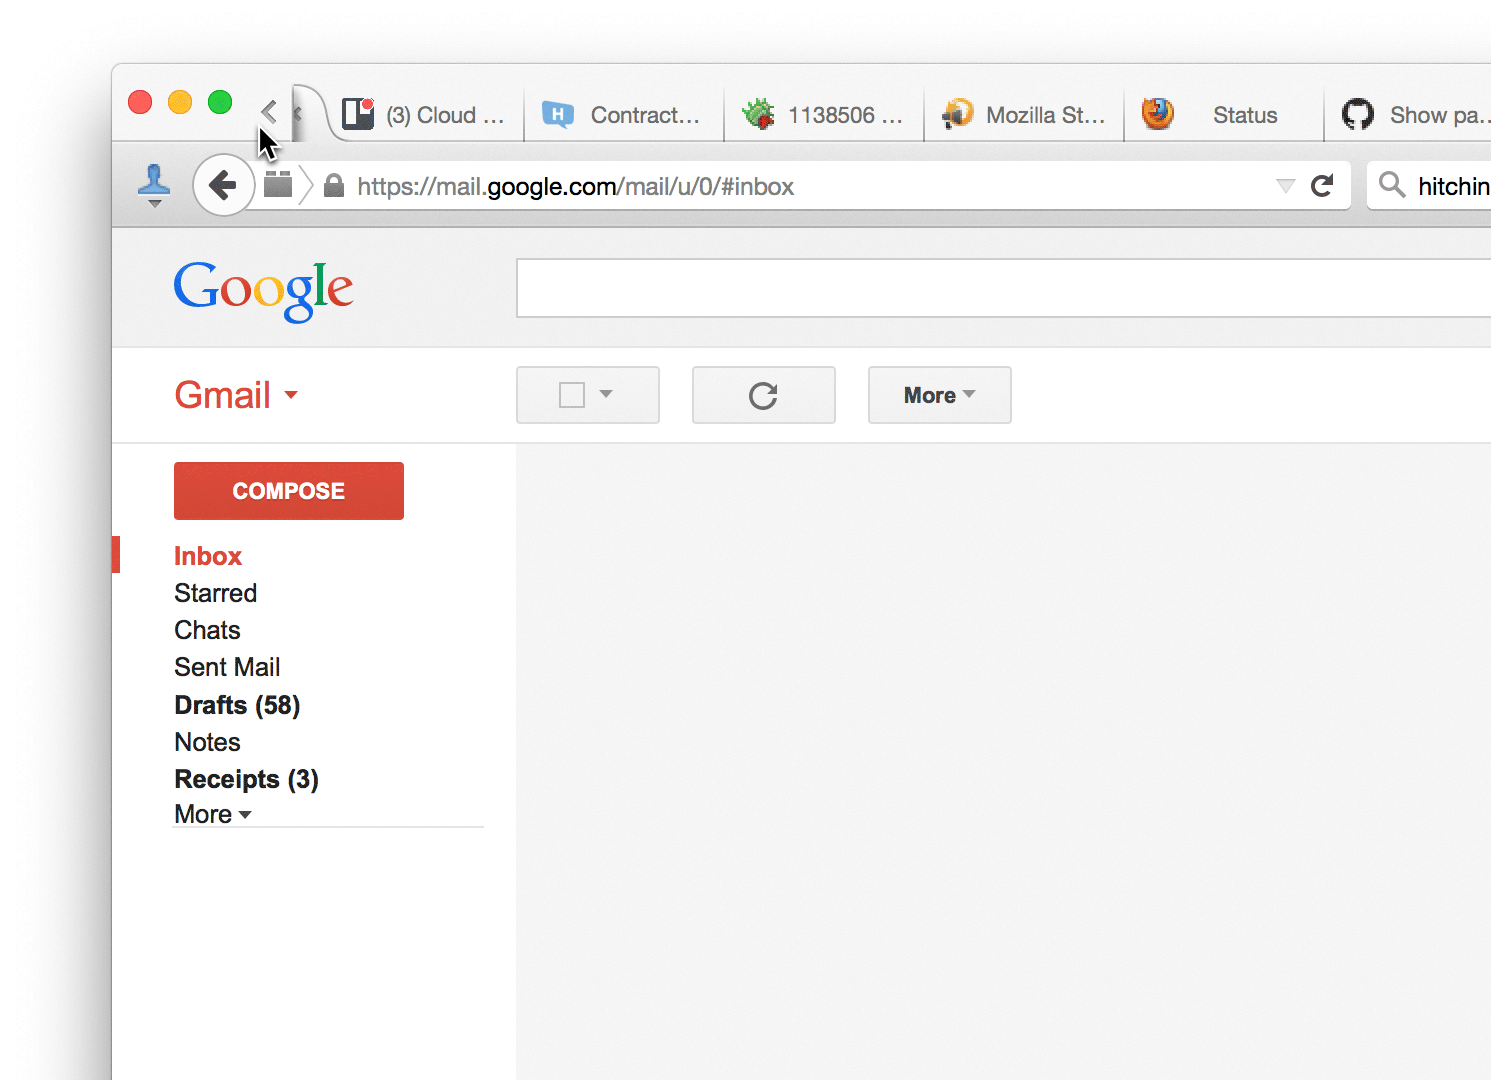 (3) Cloud ... Contract... 1138506 ... Mozilla St... Status Show pa...
https://mail.google.com/mail/u/0/#inbox hitchin
Google
Gmail More
COMPOSE
Inbox
Starred
Chats
Sent Mail
Drafts (58)
Notes
Receipts (3)
More